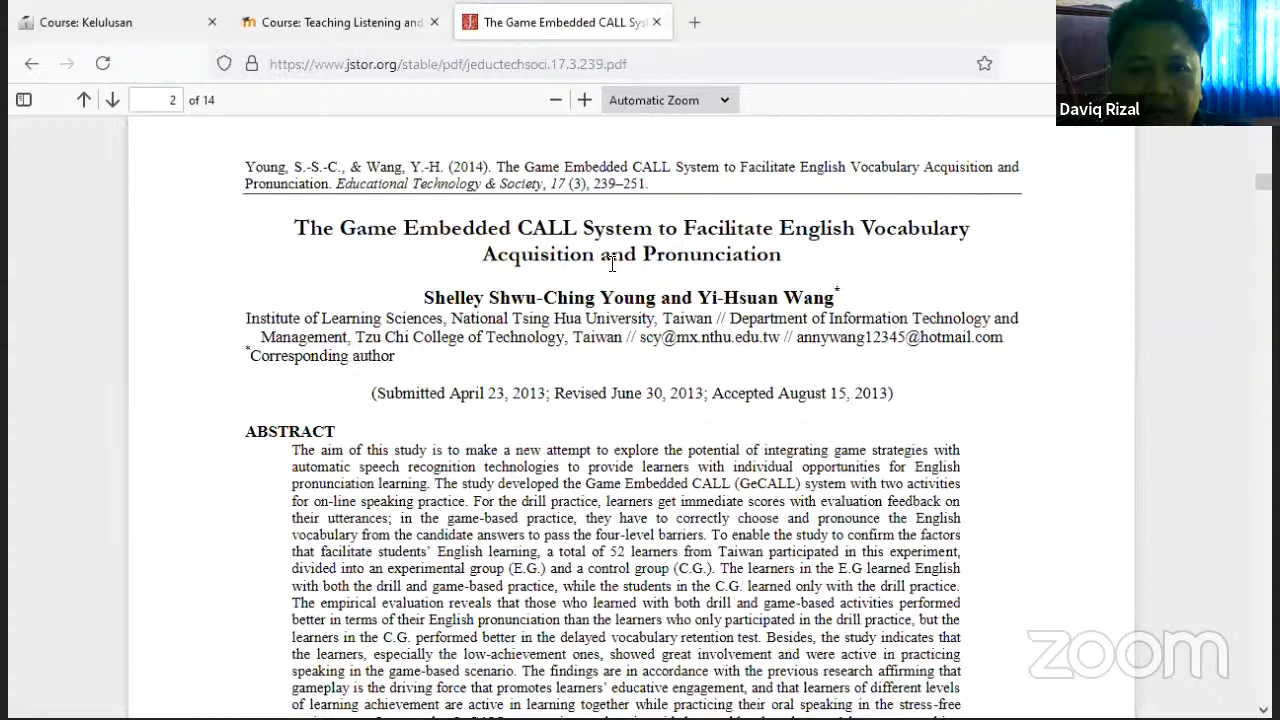 Course: Kelulusan
Course: Teaching Listening and
The Game Embedded CALL Sys
https://www.jstor.org/stable/pdf/jeductechsoci.17.3.239.pdf
2 of 14
Automatic Zoom
Daviq Rizal
Young, S.-S.-C., & Wang, Y.-H. (2014). The Game Embedded CALL System to Facilitate English Vocabulary Acquisition and
Pronunciation. Educational Technology & Society, 17 (3), 239–251.
The Game Embedded CALL System to Facilitate English Vocabulary
Acquisition and Pronunciation
Shelley Shwu-Ching Young and Yi-Hsuan Wang*
Institute of Learning Sciences, National Tsing Hua University, Taiwan // Department of Information Technology and
Management, Tzu Chi College of Technology, Taiwan // scy@mx.nthu.edu.tw // annywang12345@hotmail.com
*Corresponding author
(Submitted April 23, 2013; Revised June 30, 2013; Accepted August 15, 2013)
ABSTRACT
The aim of this study is to make a new attempt to explore the potential of integrating game strategies with
automatic speech recognition technologies to provide learners with individual opportunities for English
pronunciation learning. The study developed the Game Embedded CALL (GeCALL) system with two activities
for on-line speaking practice. For the drill practice, learners get immediate scores with evaluation feedback on
their utterances; in the game-based practice, they have to correctly choose and pronounce the English
vocabulary from the candidate answers to pass the four-level barriers. To enable the study to confirm the factors
that facilitate students’ English learning, a total of 52 learners from Taiwan participated in this experiment,
divided into an experimental group (E.G.) and a control group (C.G.). The learners in the E.G learned English
with both the drill and game-based practice, while the students in the C.G. learned only with the drill practice.
The empirical evaluation reveals that those who learned with both drill and game-based activities performed
better in terms of their English pronunciation than the learners who only participated in the drill practice, but the
learners in the C.G. performed better in the delayed vocabulary retention test. Besides, the study indicates that
the learners, especially the low-achievement ones, showed great involvement and were active in practicing
speaking in the game-based scenario. The findings are in accordance with the previous research affirming that
gameplay is the driving force that promotes learners’ educative engagement, and that learners of different levels
of learning achievement are active in learning together while practicing their oral speaking in the stress-free
zoom